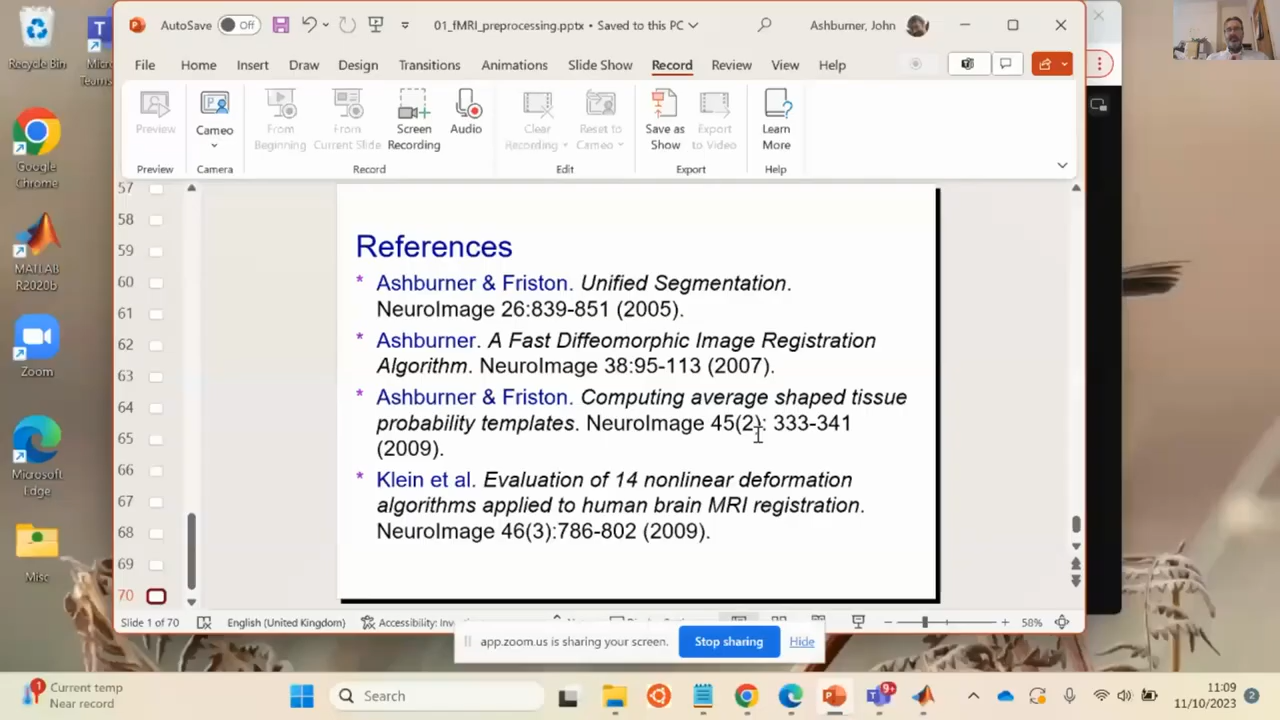 Recycle Bin
Micr
Teams
Google
Chrome
MATLAB
R2020b
Zoom
Microsoft
Edge
Misc
AutoSave Off
01_fMRI_preprocessing.pptx • Saved to this PC
Ashburner, John
File Home Insert Draw Design Transitions Animations Slide Show Record Review View Help
Preview
Cameo
From
Beginning
From
Current Slide
Screen
Recording
Audio
Clear
Recording
Reset to
Cameo
Save as
Show
Export
to Video
Learn
More
Preview Camera Record Edit Export Help
57
58
59
60
61
62
63
64
65
66
67
68
69
70
References
* Ashburner & Friston. Unified Segmentation.
NeuroImage 26:839-851 (2005).
* Ashburner. A Fast Diffeomorphic Image Registration
Algorithm. NeuroImage 38:95-113 (2007).
* Ashburner & Friston. Computing average shaped tissue
probability templates. NeuroImage 45(2): 333-341
(2009).
* Klein et al. Evaluation of 14 nonlinear deformation
algorithms applied to human brain MRI registration.
NeuroImage 46(3):786-802 (2009).
Slide 1 of 70 English (United Kingdom) Accessibility: 58%
app.zoom.us is sharing your screen. Stop sharing Hide
1
Current temp
Near record
Search
9+
11:09
11/10/2023
2